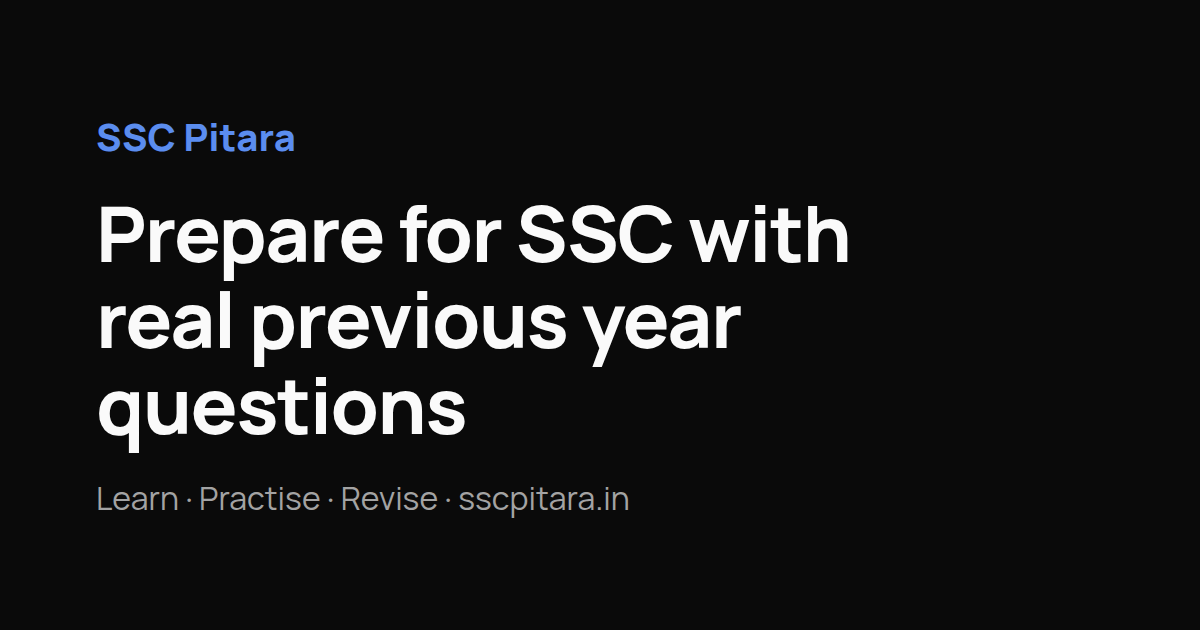 SSC Pitara
Prepare for SSC with
real previous year
questions
Learn · Practise · Revise · sscpitara.in